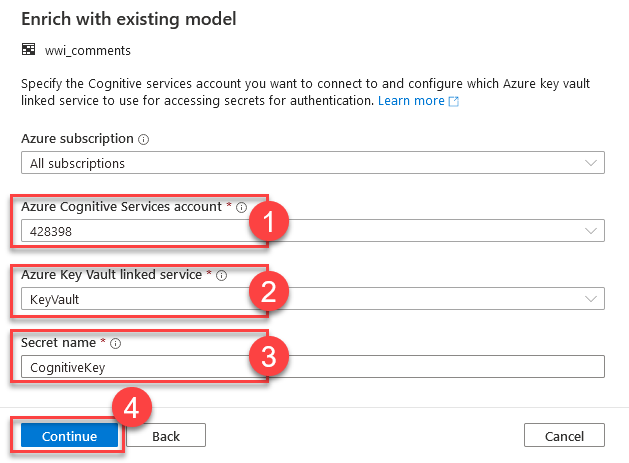 Enrich with existing model
wwi_comments
Specify the Cognitive services account you want to connect to and configure which Azure key vault
linked service to use for accessing secrets for authentication. Learn more
Azure subscription
All subscriptions
Azure Cognitive Services account *
1
428398
Azure Key Vault linked service *
2
KeyVault
Secret name *
3
CognitiveKey
4
Continue Back Cancel